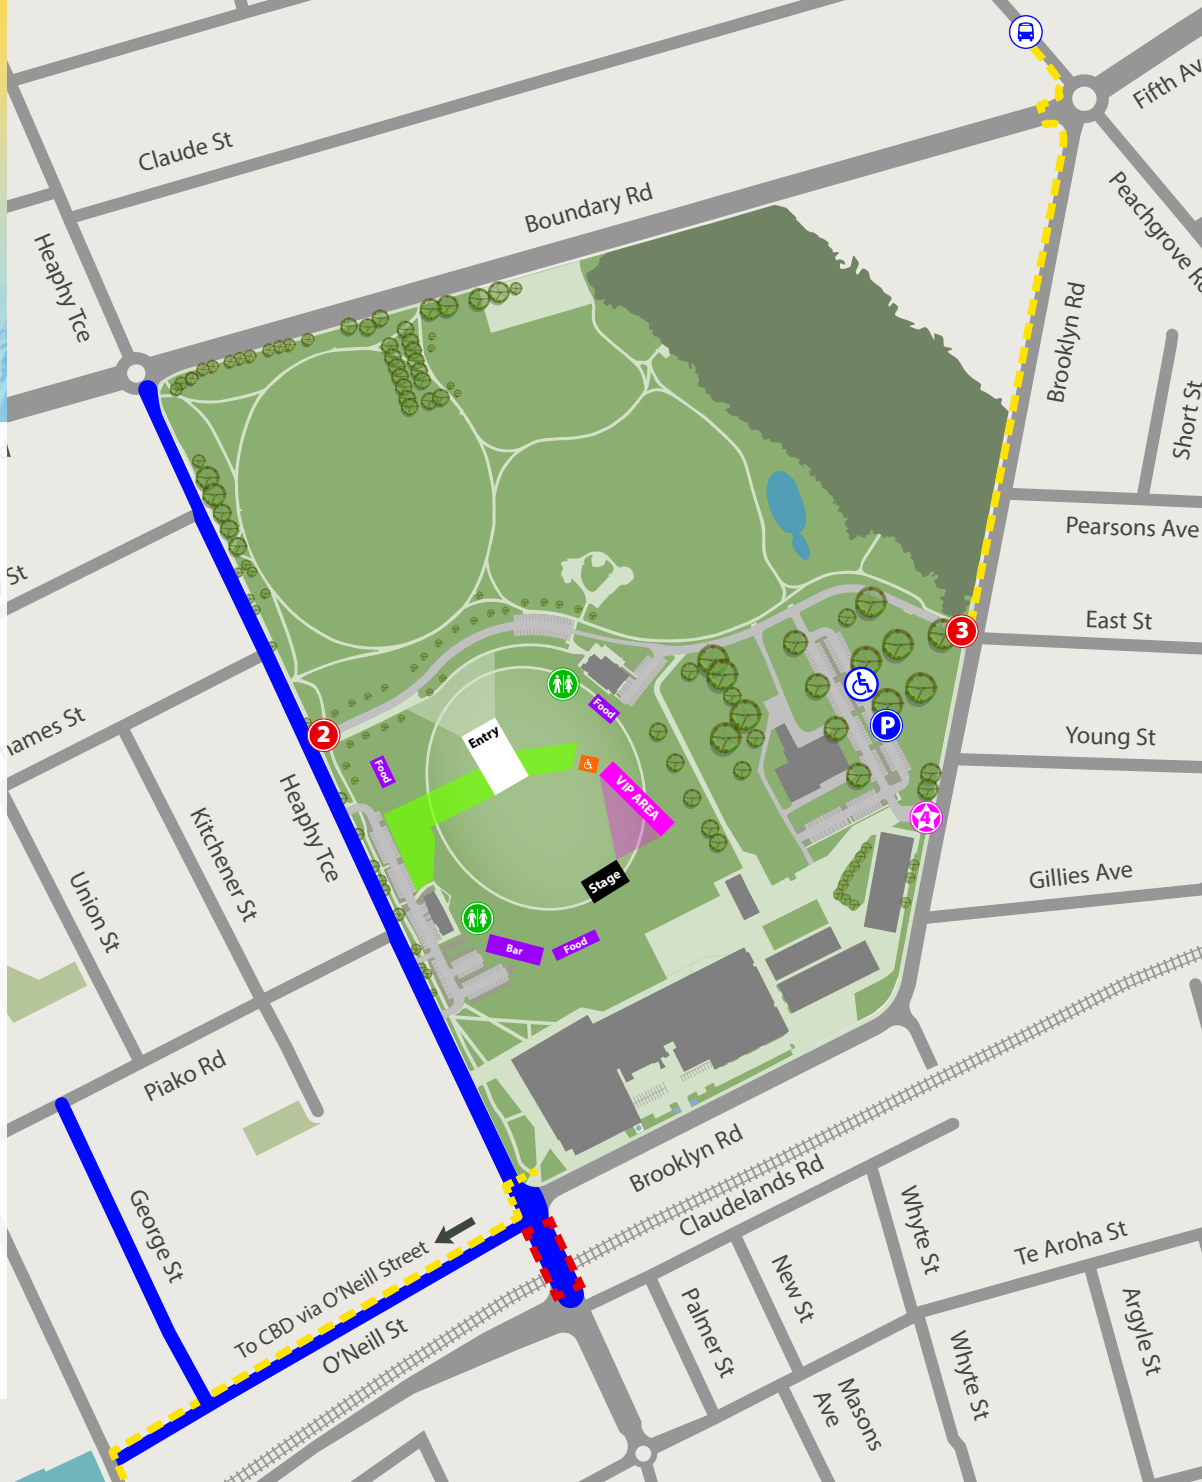 Claude St
Fifth Av
Boundary Rd
Peachgrove Rd
Heaphy Tce
Brooklyn Rd
Short St
Pearsons Ave
St
East St
3
2
P
Young St
Entry
Food
Food
VIP AREA
4
Heaphy Tce
Kitchener St
Union St
Stage
Gillies Ave
Bar
Food
Piako Rd
Brooklyn Rd
Claudelands Rd
George St
To CBD via O'Neill Street
O'Neill St
Whyte St
Te Aroha St
New St
Palmer St
Argyle St
Whyte St
Masons
Ave